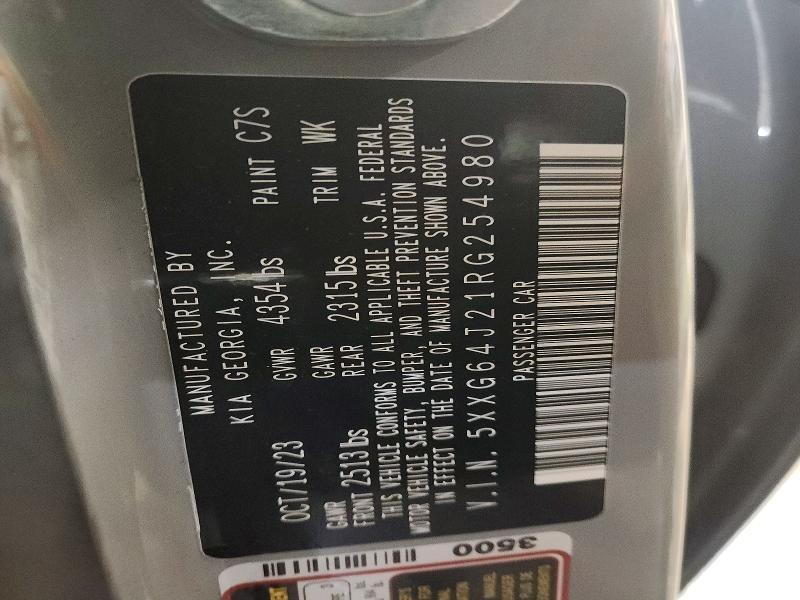 MANUFACTURED BY
KIA GEORGIA, INC.
OCT/19/23 GVWR 4354lbs PAINT C7S
GAWR GAWR
FRONT 2513lbs REAR 2315lbs TRIM WK
THIS VEHICLE CONFORMS TO ALL APPLICABLE U.S.A. FEDERAL
MOTOR VEHICLE SAFETY, BUMPER, AND THEFT PREVENTION STANDARDS
IN EFFECT ON THE DATE OF MANUFACTURE SHOWN ABOVE.
V.I.N. 5XXG64J21RG254980
PASSENGER CAR
3500